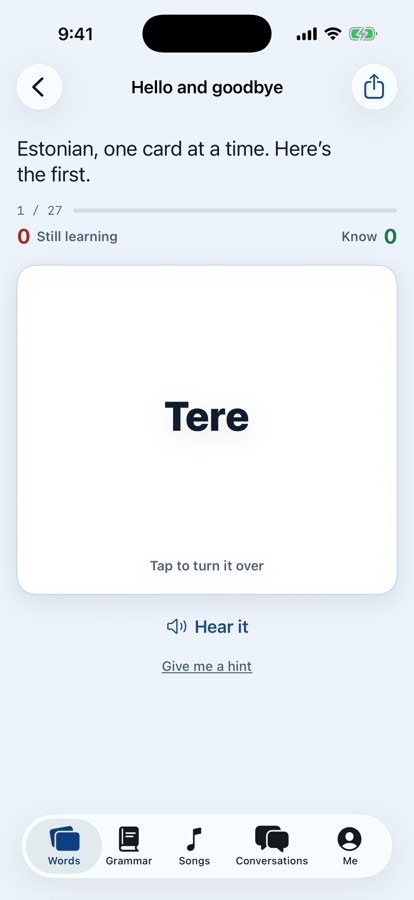 9:41
Hello and goodbye
Estonian, one card at a time. Here’s
the first.
1 / 27
0 Still learning
Know 0
Tere
Tap to turn it over
Hear it
Give me a hint
Words
Grammar
Songs
Conversations
Me